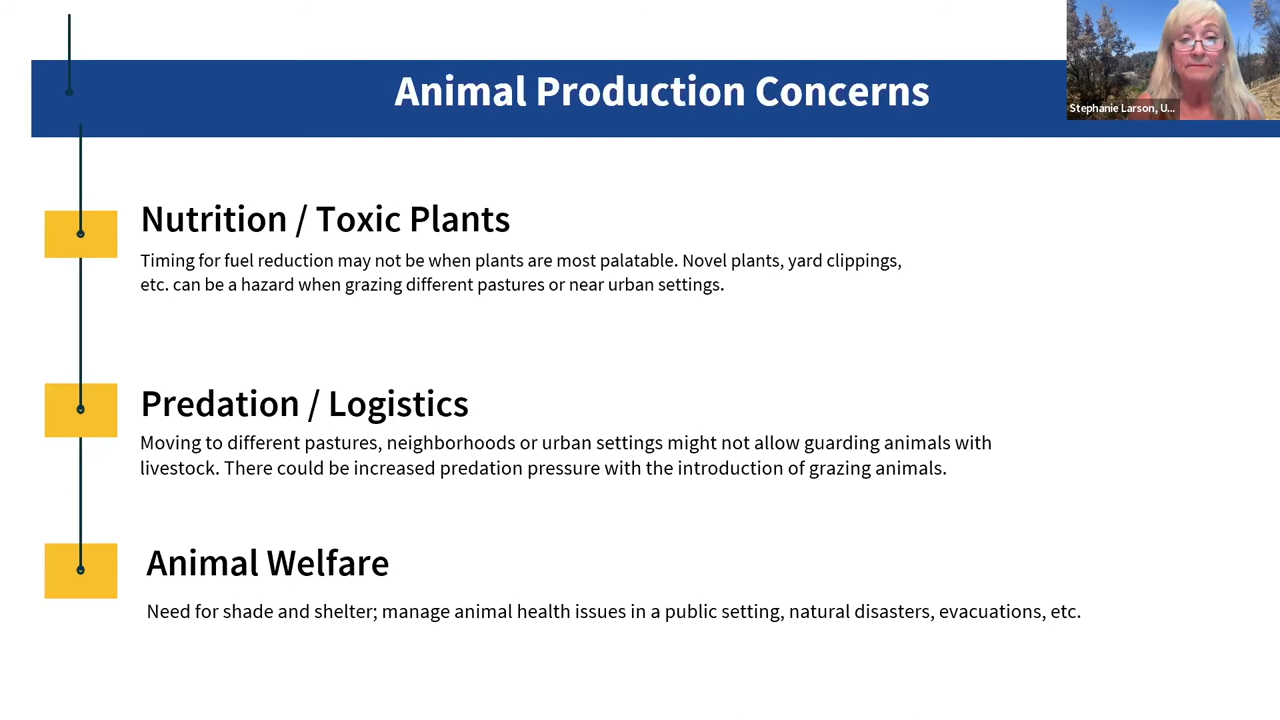 Animal Production Concerns
Stephanie Larson, U...
Nutrition / Toxic Plants
Timing for fuel reduction may not be when plants are most palatable. Novel plants, yard clippings,
etc. can be a hazard when grazing different pastures or near urban settings.
Predation / Logistics
Moving to different pastures, neighborhoods or urban settings might not allow guarding animals with
livestock. There could be increased predation pressure with the introduction of grazing animals.
Animal Welfare
Need for shade and shelter; manage animal health issues in a public setting, natural disasters, evacuations, etc.